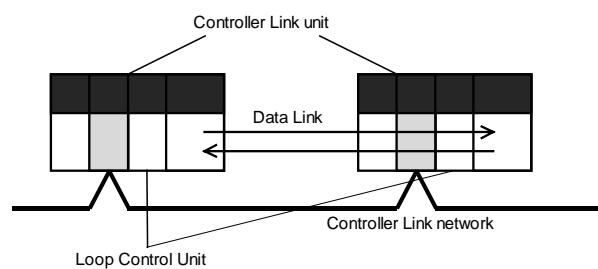 Controller Link unit
Data Link
Controller Link network
Loop Control Unit